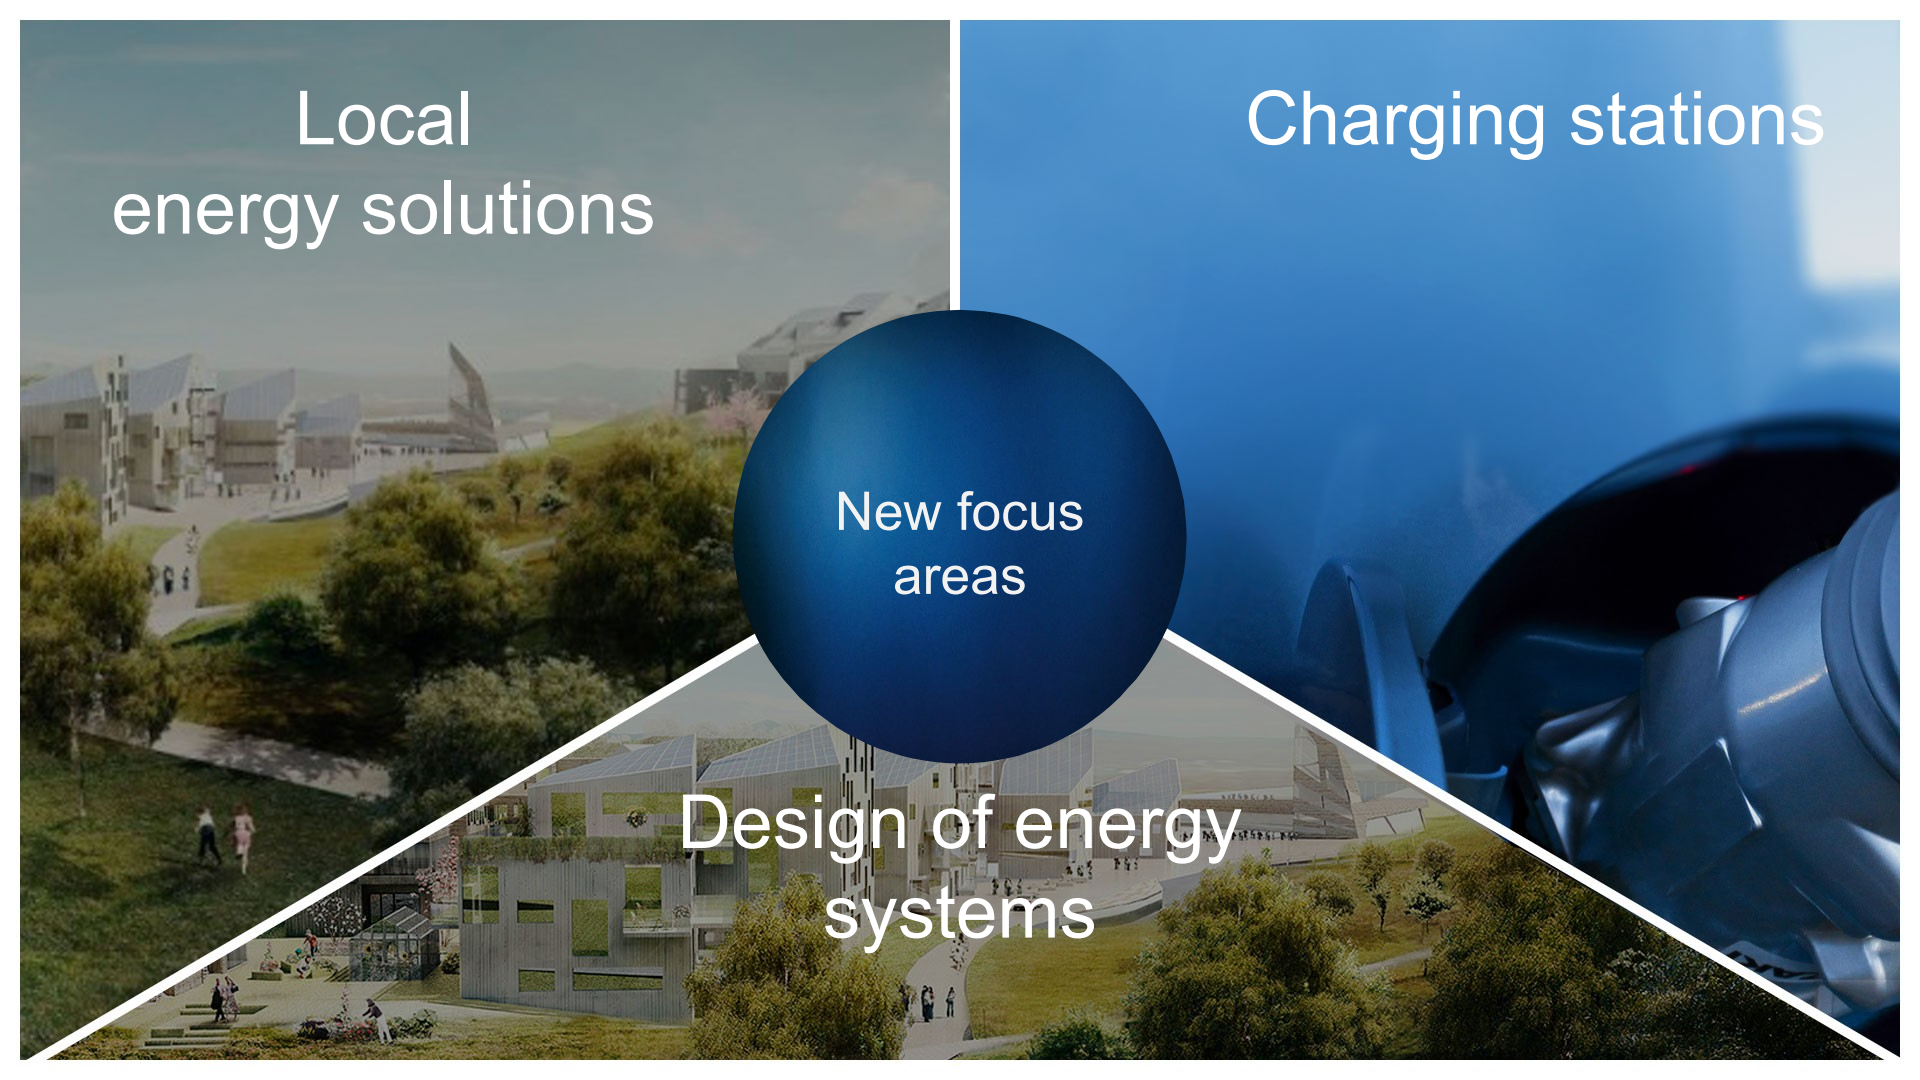 Local
energy solutions
Charging stations
New focus
areas
Design of energy
systems